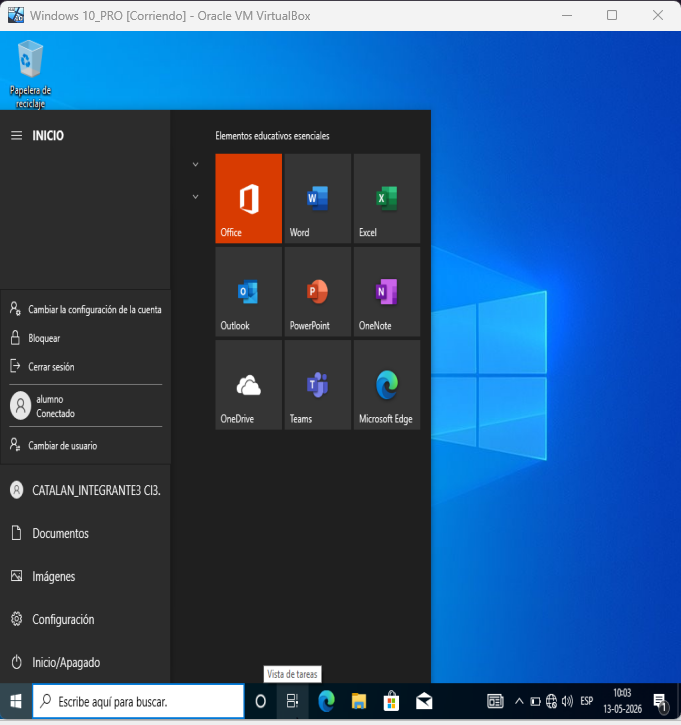 Windows 10_PRO [Corriendo] - Oracle VM VirtualBox
Papelera de
reciclaje
INICIO
Elementos educativos esenciales
Office
Word
Excel
Outlook
PowerPoint
OneNote
OneDrive
Teams
Microsoft Edge
Cambiar la configuración de la cuenta
Bloquear
Cerrar sesión
alumno
Conectado
Cambiar de usuario
CATALAN_INTEGRANTE3 CI3.
Documentos
Imágenes
Configuración
Inicio/Apagado
Vista de tareas
Escribe aquí para buscar.
ESP
10:03
13-05-2026
1